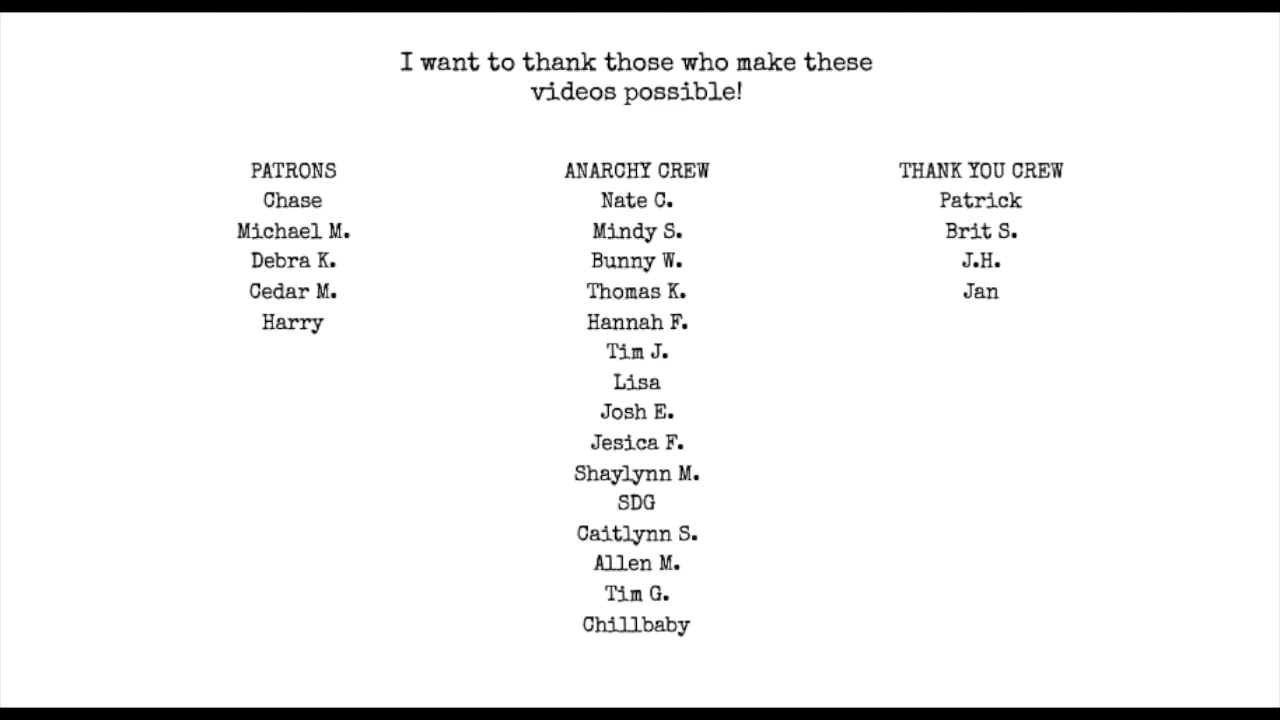 I want to thank those who make these
videos possible!
PATRONS
Chase
Michael M.
Debra K.
Cedar M.
Harry
ANARCHY CREW
Nate C.
Mindy S.
Bunny W.
Thomas K.
Hannah F.
Tim J.
Lisa
Josh E.
Jesica F.
Shaylynn M.
SDG
Caitlynn S.
Allen M.
Tim G.
Chillbaby
THANK YOU CREW
Patrick
Brit S.
J.H.
Jan